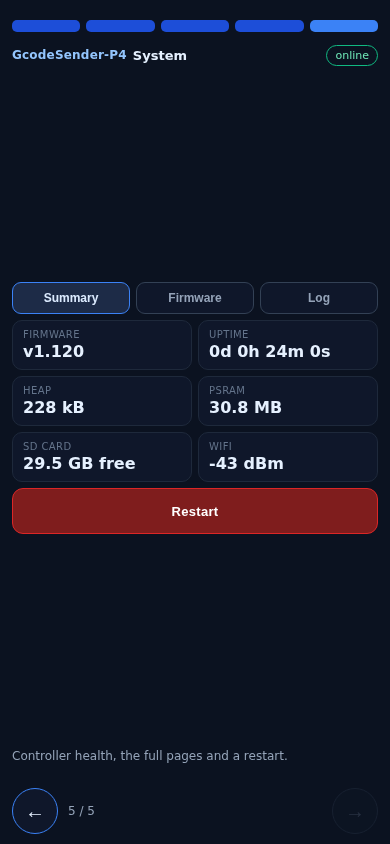 GcodeSender-P4 System online
Summary Firmware Log
FIRMWARE UPTIME
v1.120 0d 0h 24m 0s
HEAP PSRAM
228 kB 30.8 MB
SD CARD WIFI
29.5 GB free -43 dBm
Restart
Controller health, the full pages and a restart.
← 5 / 5 →